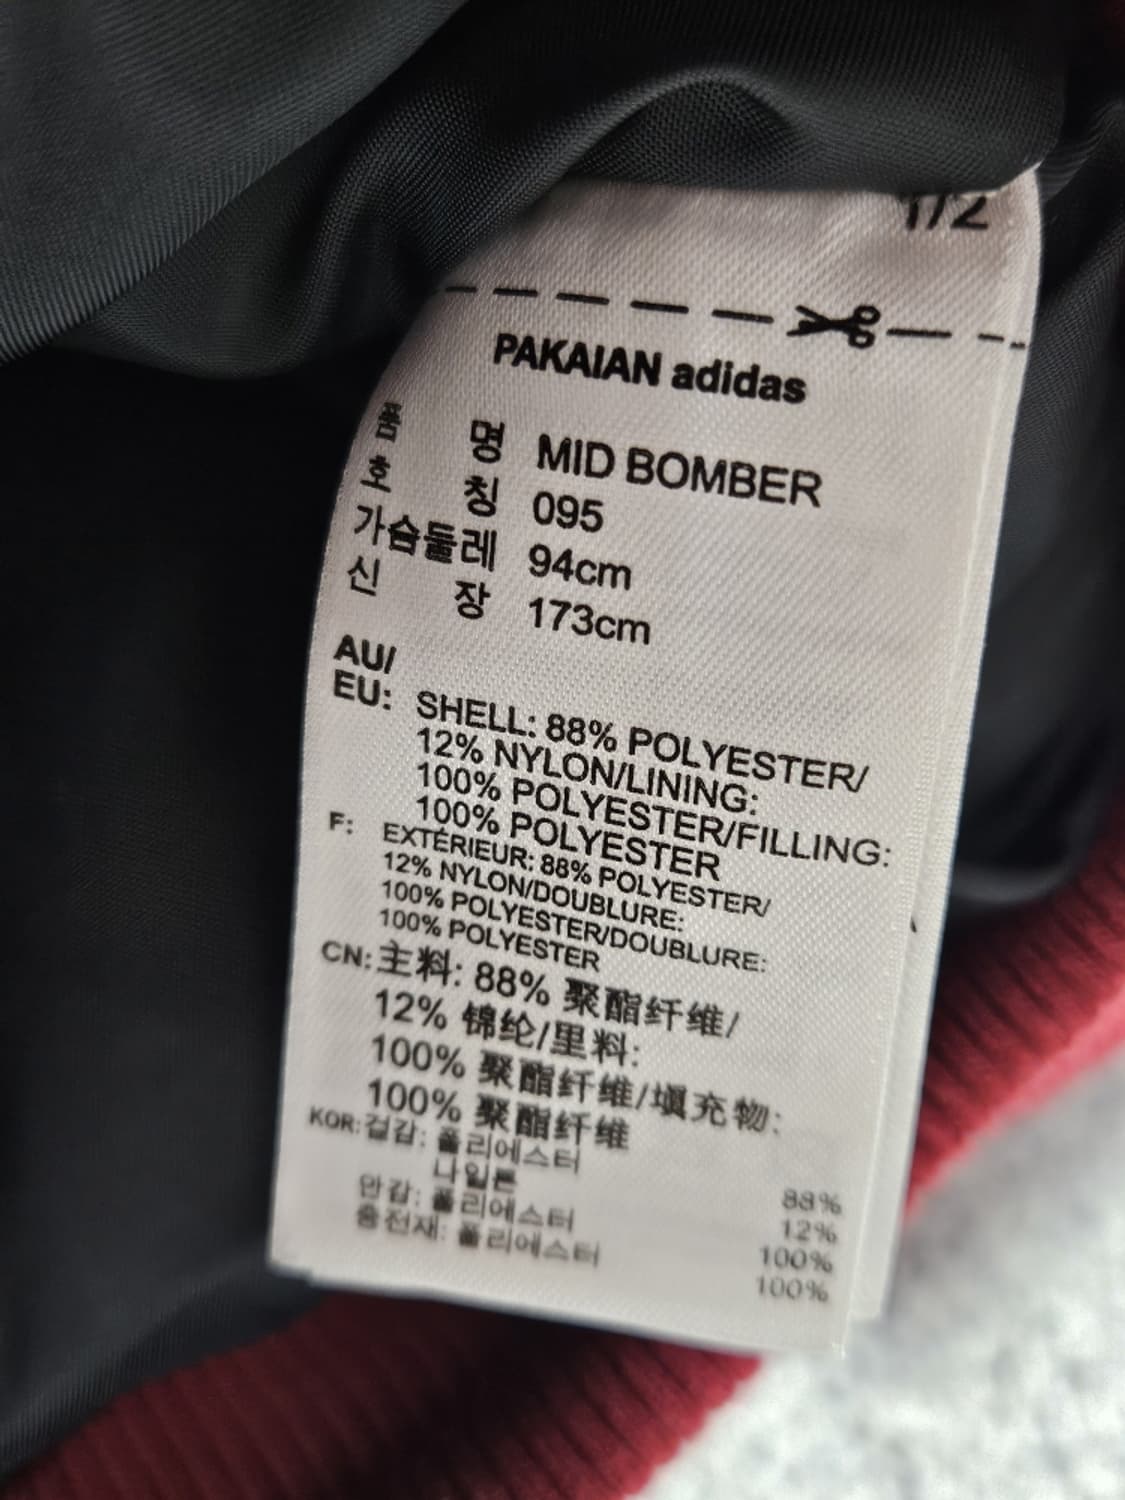 1/2
PAKAIAN adidas
품 명 MID BOMBER
호 칭 095
가슴둘레 94cm
신 장 173cm
AU/
EU: SHELL: 88% POLYESTER/
12% NYLON/LINING:
100% POLYESTER/FILLING:
100% POLYESTER
F: EXTÉRIEUR: 88% POLYESTER/
12% NYLON/DOUBLURE:
100% POLYESTER/DOUBLURE:
100% POLYESTER
CN: 主料: 88% 聚酯纤维/
12% 锦纶/里料:
100% 聚酯纤维/填充物:
100% 聚酯纤维
KOR: 겉감: 폴리에스터 88%
나일론 12%
안감: 폴리에스터 100%
충전재: 폴리에스터 100%